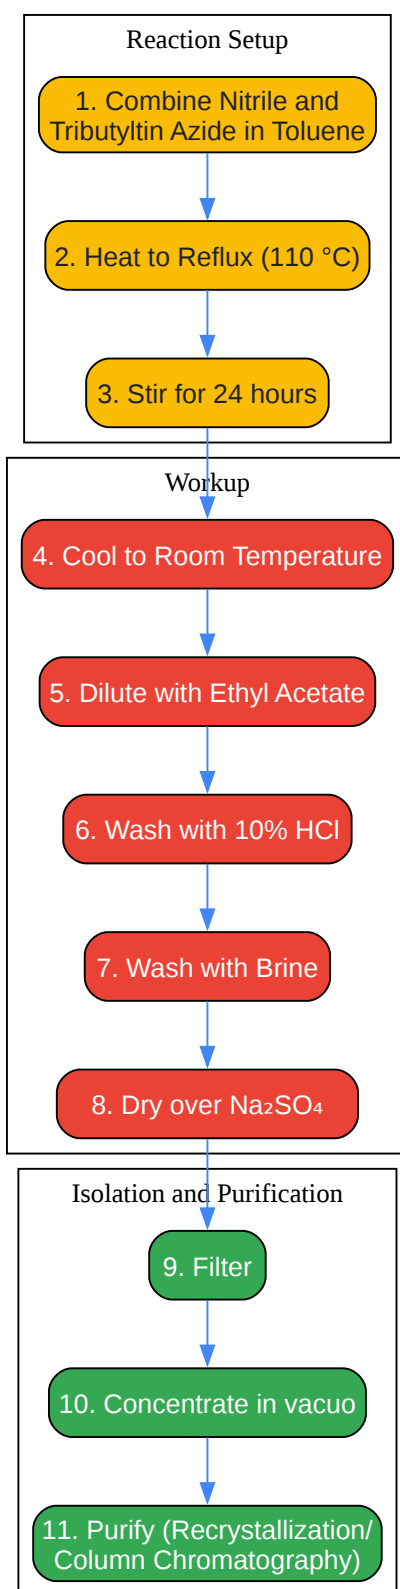 Reaction Setup
1. Combine Nitrile and
Tributyltin Azide in Toluene
2. Heat to Reflux (110 °C)
3. Stir for 24 hours
Workup
4. Cool to Room Temperature
5. Dilute with Ethyl Acetate
6. Wash with 10% HCl
7. Wash with Brine
8. Dry over Na₂SO₄
Isolation and Purification
9. Filter
10. Concentrate in vacuo
11. Purify (Recrystallization/
Column Chromatography)